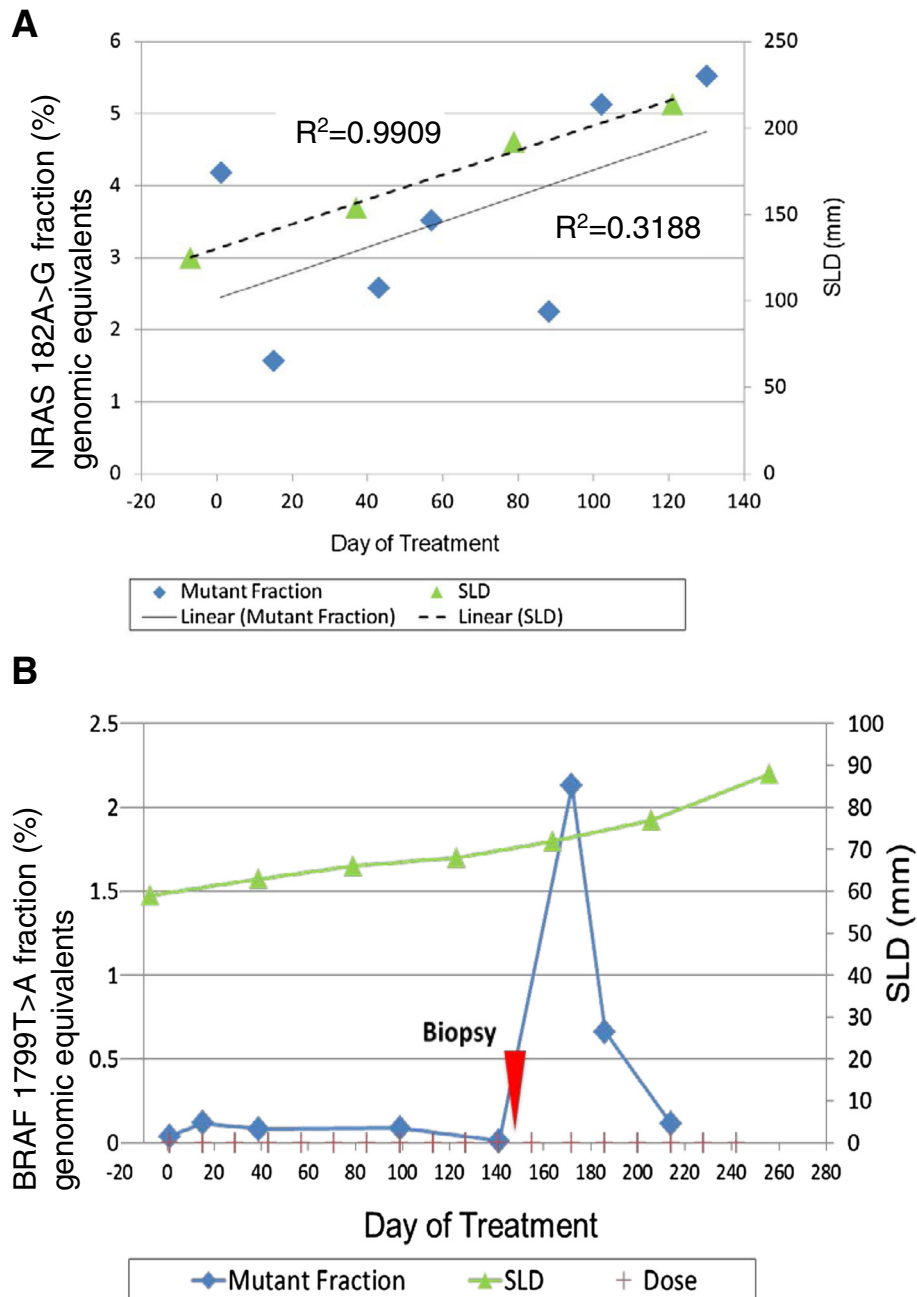 A
NRAS 182A>G fraction (%)
genomic equivalents
6
5
4
3
2
1
0
250
200
150
100
50
0
SLD (mm)
R²=0.9909
R²=0.3188
-20 0 20 40 60 80 100 120 140
Day of Treatment
Mutant Fraction SLD
Linear (Mutant Fraction) Linear (SLD)
B
BRAF 1799T>A fraction (%)
genomic equivalents
2.5
2
1.5
1
0.5
0
100
90
80
70
60
50
40
30
20
10
0
SLD (mm)
Biopsy
-20 0 20 40 60 80 100 120 140 160 180 200 220 240 260 280
Day of Treatment
Mutant Fraction SLD Dose